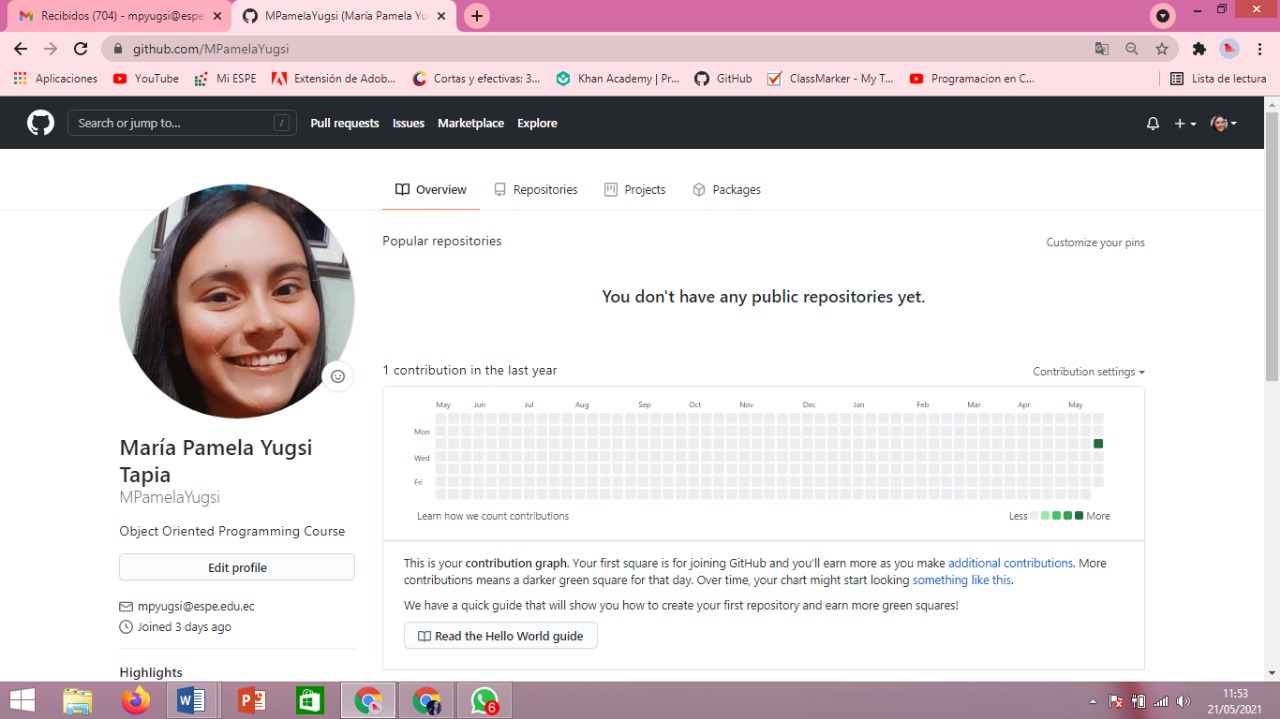 Recibidos (704) - mpyugsi@espe
MPamelaYugsi (María Pamela Yu
github.com/MPamelaYugsi
Aplicaciones YouTube Mi ESPE Extensión de Adob... Cortas y efectivas: 3... Khan Academy | Pr... GitHub ClassMarker - My T... Programacion en C... Lista de lectura
Search or jump to... / Pull requests Issues Marketplace Explore
Overview Repositories Projects Packages
Popular repositories Customize your pins
You don't have any public repositories yet.
1 contribution in the last year Contribution settings
May Jun Jul Aug Sep Oct Nov Dec Jan Feb Mar Apr May
Mon
Wed
Fri
Learn how we count contributions Less More
This is your contribution graph. Your first square is for joining GitHub and you'll earn more as you make additional contributions. More
contributions means a darker green square for that day. Over time, your chart might start looking something like this.
We have a quick guide that will show you how to create your first repository and earn more green squares!
Read the Hello World guide
María Pamela Yugsi
Tapia
MPamelaYugsi
Object Oriented Programming Course
Edit profile
mpyugsi@espe.edu.ec
Joined 3 days ago
Highlights
6
11:53
21/05/2021